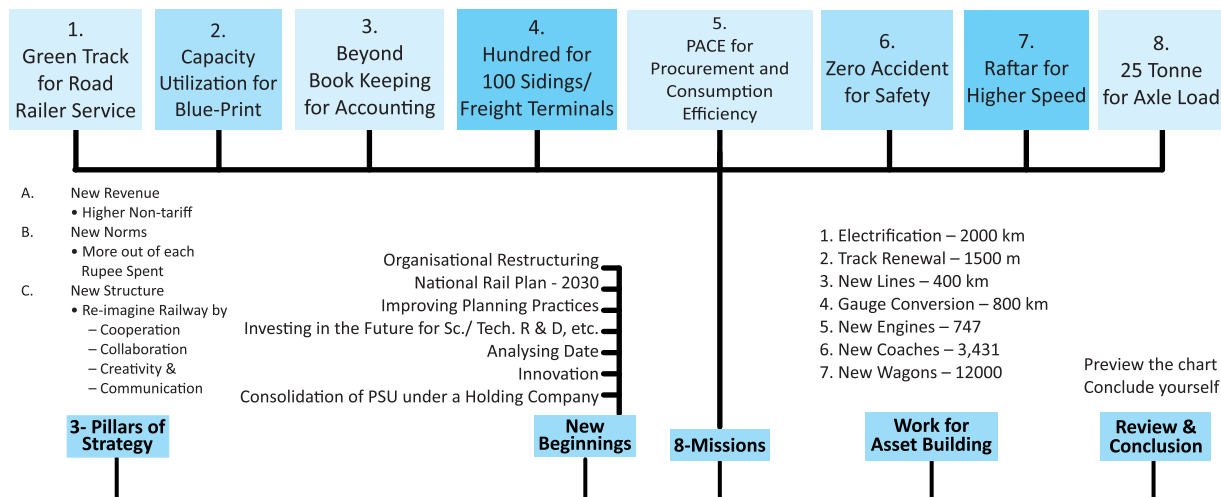 1.
Green Track
for Road
Railer Service
2.
Capacity
Utilization for
Blue-Print
3.
Beyond
Book Keeping
for Accounting
4.
Hundred for
100 Sidings/
Freight Terminals
5.
PACE for
Procurement and
Consumption
Efficiency
6.
Zero Accident
for Safety
7.
Raftar for
Higher Speed
8.
25 Tonne
for Axle Load
A. New Revenue
• Higher Non-tariff
B. New Norms
• More out of each
Rupee Spent
C. New Structure
• Re-imagine Railway by
– Cooperation
– Collaboration
– Creativity &
– Communication
3- Pillars of
Strategy
Organisational Restructuring
National Rail Plan - 2030
Improving Planning Practices
Investing in the Future for Sc./ Tech. R & D, etc.
Analysing Date
Innovation
Consolidation of PSU under a Holding Company
New
Beginnings
8-Missions
1. Electrification – 2000 km
2. Track Renewal – 1500 m
3. New Lines – 400 km
4. Gauge Conversion – 800 km
5. New Engines – 747
6. New Coaches – 3,431
7. New Wagons – 12000
Work for
Asset Building
Preview the chart
Conclude yourself
Review &
Conclusion